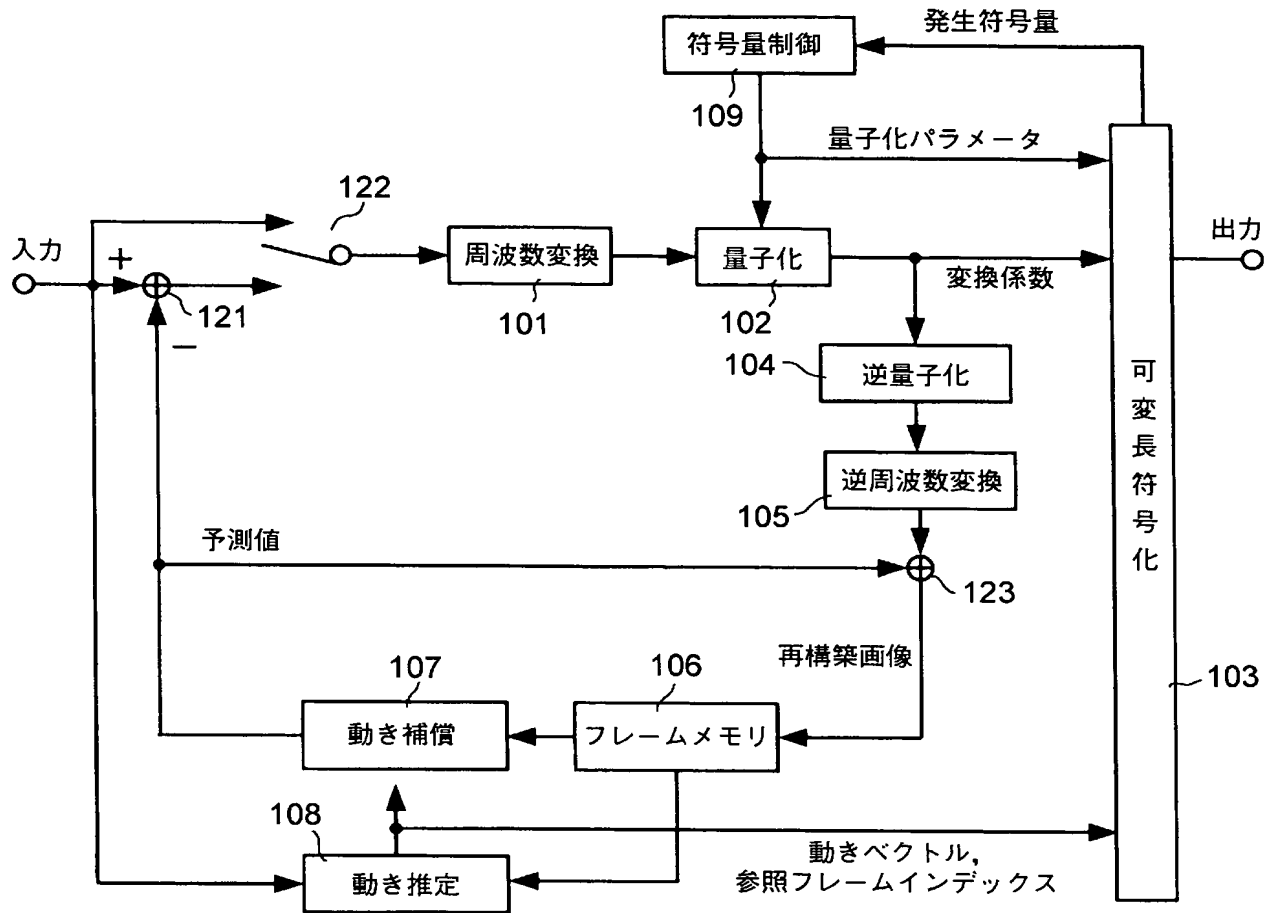 発生符号量
符号量制御
109
量子化パラメータ
122
入力
+
121
−
周波数変換
101
量子化
102
変換係数
出力
104
逆量子化
105
逆周波数変換
予測値
123
再構築画像
107
動き補償
106
フレームメモリ
108
動き推定
動きベクトル,
参照フレームインデックス
可変長符号化
103